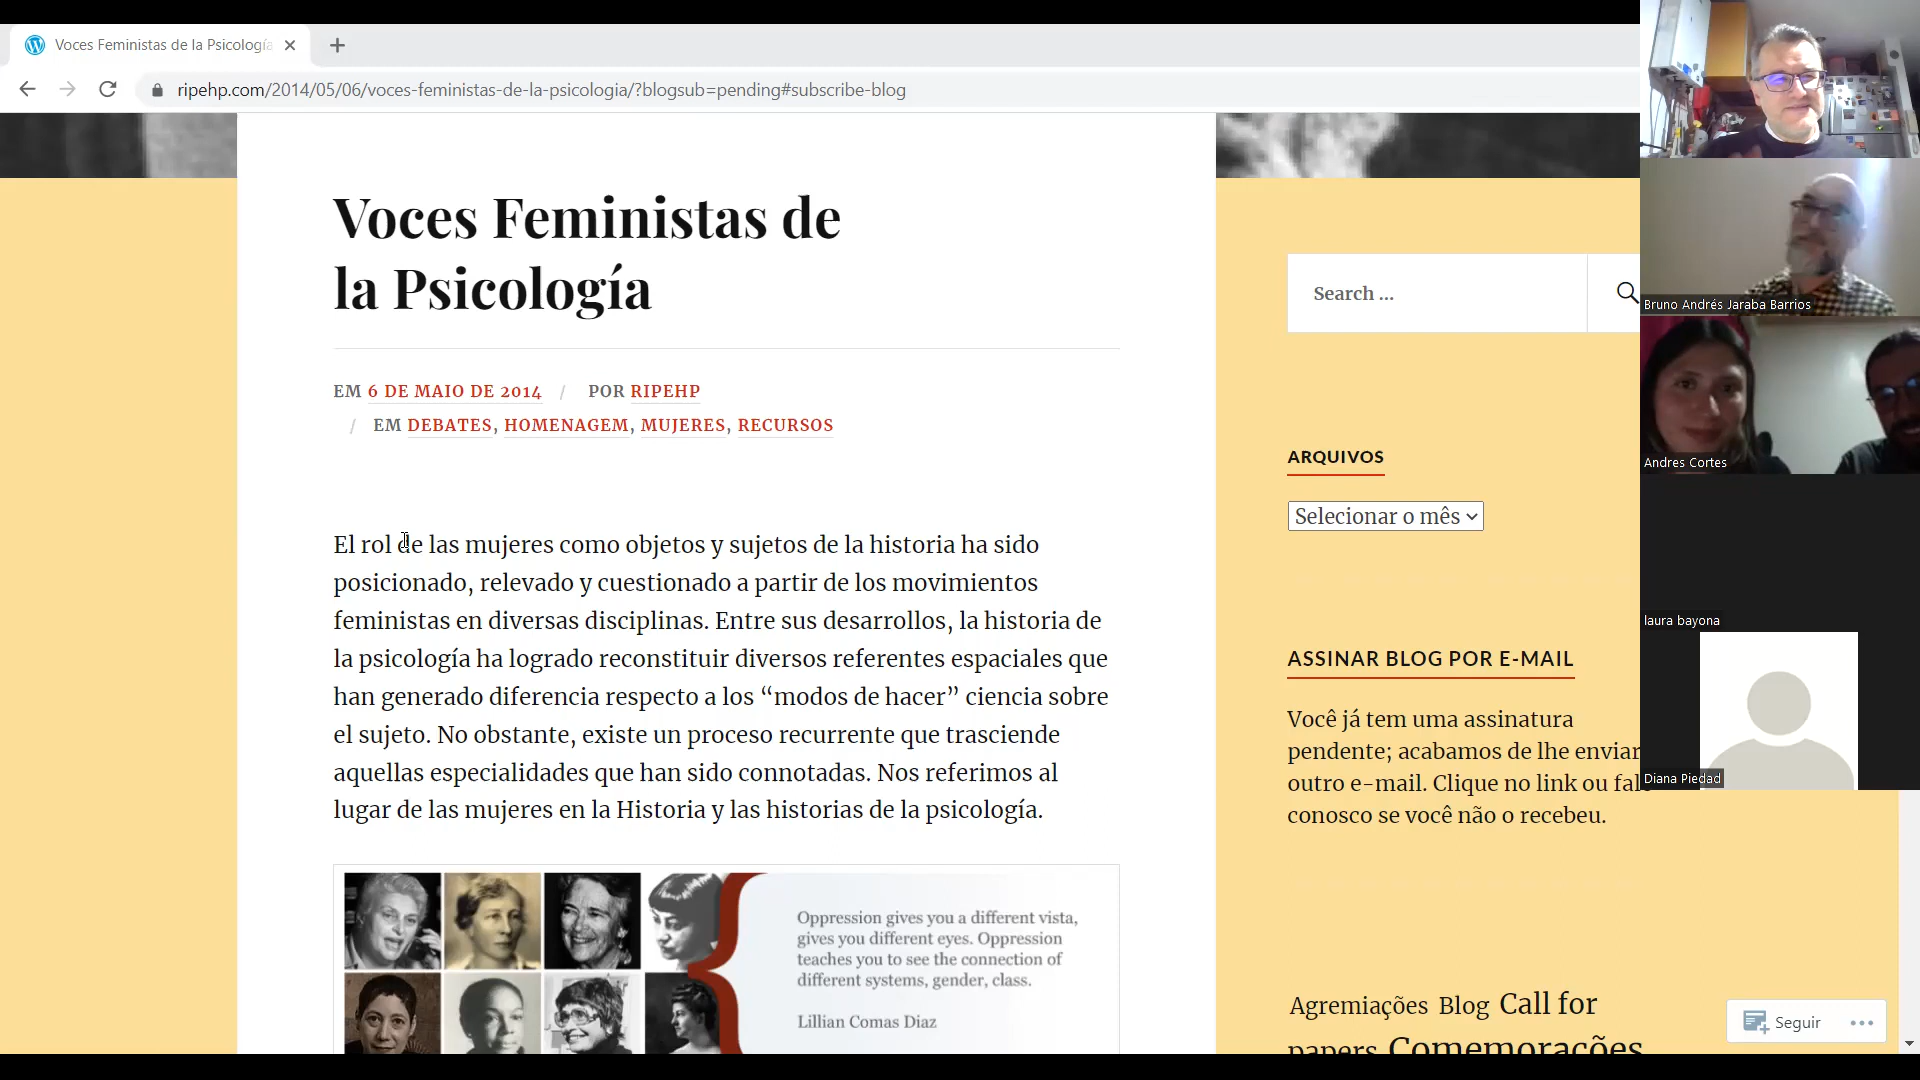 Voces Feministas de la Psicología
ripehp.com/2014/05/06/voces-feministas-de-la-psicologia/?blogsub=pending#subscribe-blog
Voces Feministas de
la Psicología
EM 6 DE MAIO DE 2014 / POR RIPEHP
/ EM DEBATES, HOMENAGEM, MUJERES, RECURSOS
El rol de las mujeres como objetos y sujetos de la historia ha sido
posicionado, relevado y cuestionado a partir de los movimientos
feministas en diversas disciplinas. Entre sus desarrollos, la historia de
la psicología ha logrado reconstituir diversos referentes espaciales que
han generado diferencia respecto a los “modos de hacer” ciencia sobre
el sujeto. No obstante, existe un proceso recurrente que trasciende
aquellas especialidades que han sido connotadas. Nos referimos al
lugar de las mujeres en la Historia y las historias de la psicología.
Oppression gives you a different vista,
gives you different eyes. Oppression
teaches you to see the connection of
different systems, gender, class.
Lillian Comas Diaz
Search ...
ARQUIVOS
Selecionar o mês
ASSINAR BLOG POR E-MAIL
Você já tem uma assinatura
pendente; acabamos de lhe enviar
outro e-mail. Clique no link ou
conosco se você não o recebeu.
Agremiações Blog Call for
papers Comemorações
Seguir
Bruno Andrés Jaraba Barrios
Andres Cortes
laura bayona
Diana Piedad